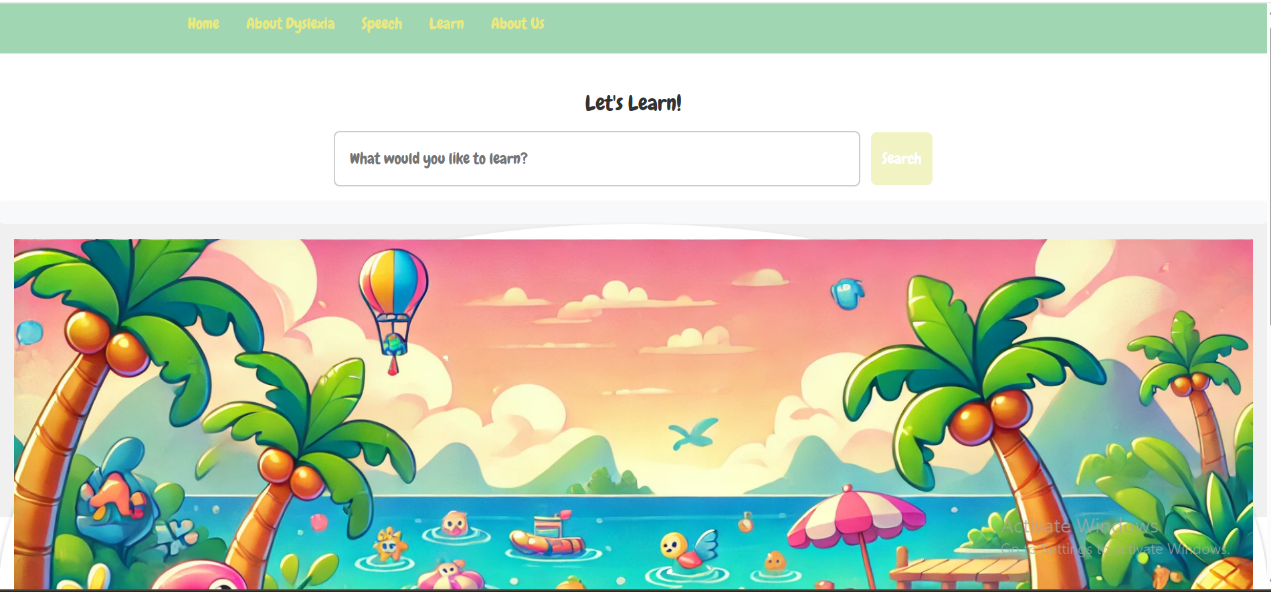 Home About Dyslexia Speech Learn About Us
Let's Learn!
What would you like to learn?
Search
Activate Windows
Go to Settings to activate Windows.